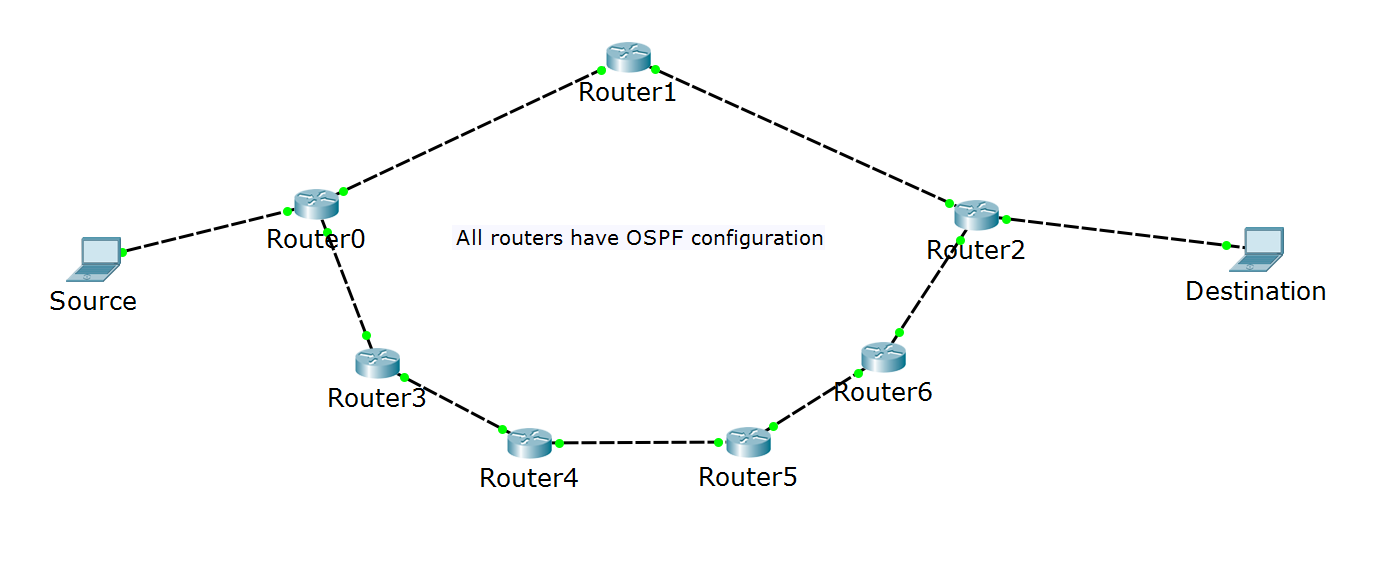 Router1
Router0
All routers have OSPF configuration
Router2
Source
Destination
Router3
Router6
Router4
Router5